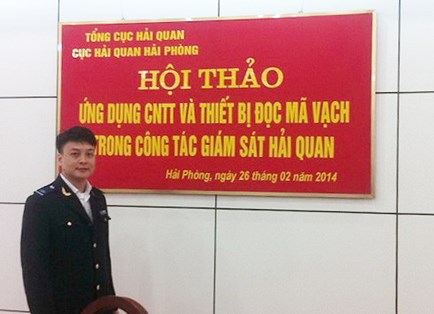 TỔNG CỤC HẢI QUAN
CỤC HẢI QUAN HẢI PHÒNG
HỘI THẢO
ỨNG DỤNG CNTT VÀ THIẾT BỊ ĐỌC MÃ VẠCH
TRONG CÔNG TÁC GIÁM SÁT HẢI QUAN
Hải Phòng, ngày 26 tháng 02 năm 2014